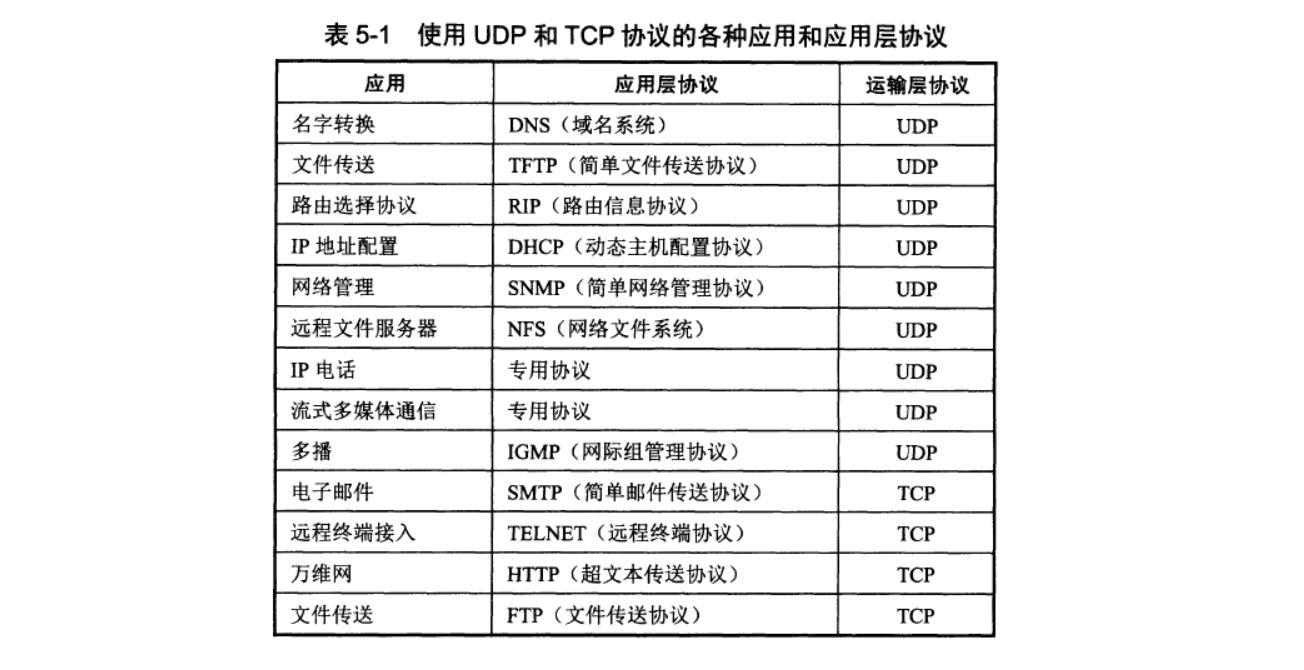 表 5-1 使用 UDP 和 TCP 协议的各种应用和应用层协议
应用 应用层协议 运输层协议
名字转换 DNS（域名系统） UDP
文件传送 TFTP（简单文件传送协议） UDP
路由选择协议 RIP（路由信息协议） UDP
IP 地址配置 DHCP（动态主机配置协议） UDP
网络管理 SNMP（简单网络管理协议） UDP
远程文件服务器 NFS（网络文件系统） UDP
IP 电话 专用协议 UDP
流式多媒体通信 专用协议 UDP
多播 IGMP（网际组管理协议） UDP
电子邮件 SMTP（简单邮件传送协议） TCP
远程终端接入 TELNET（远程终端协议） TCP
万维网 HTTP（超文本传送协议） TCP
文件传送 FTP（文件传送协议） TCP